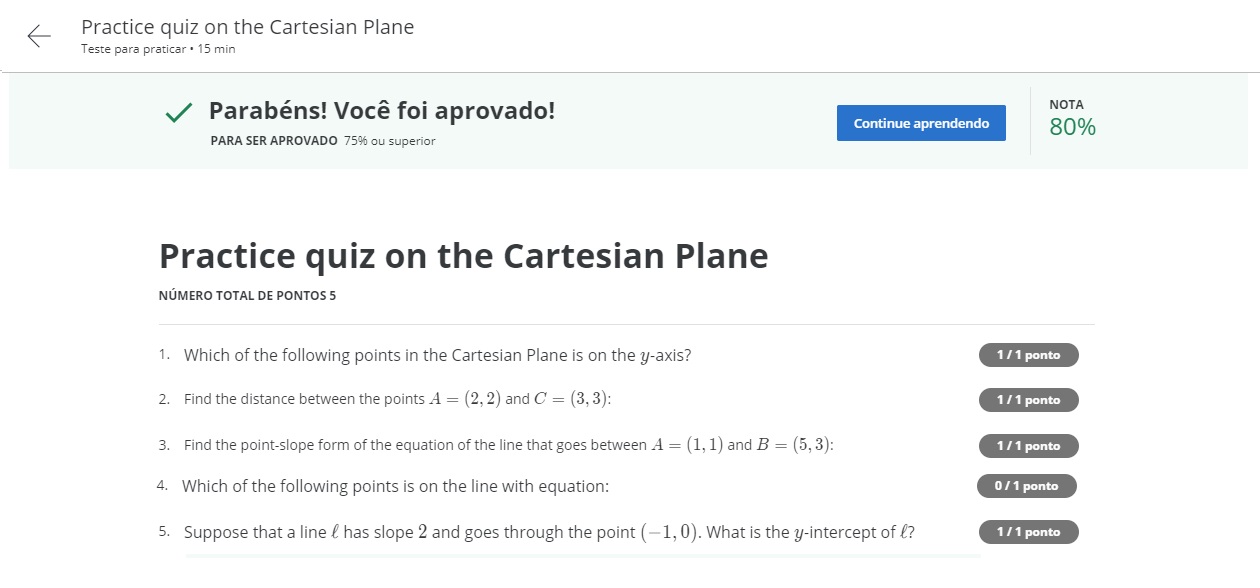 Practice quiz on the Cartesian Plane
Teste para praticar • 15 min
Parabéns! Você foi aprovado!
PARA SER APROVADO 75% ou superior
Continue aprendendo
NOTA
80%
Practice quiz on the Cartesian Plane
NÚMERO TOTAL DE PONTOS 5
1. Which of the following points in the Cartesian Plane is on the y-axis? 1 / 1 ponto
2. Find the distance between the points A = (2, 2) and C = (3, 3): 1 / 1 ponto
3. Find the point-slope form of the equation of the line that goes between A = (1, 1) and B = (5, 3): 1 / 1 ponto
4. Which of the following points is on the line with equation: 0 / 1 ponto
5. Suppose that a line ℓ has slope 2 and goes through the point (−1, 0). What is the y-intercept of ℓ? 1 / 1 ponto